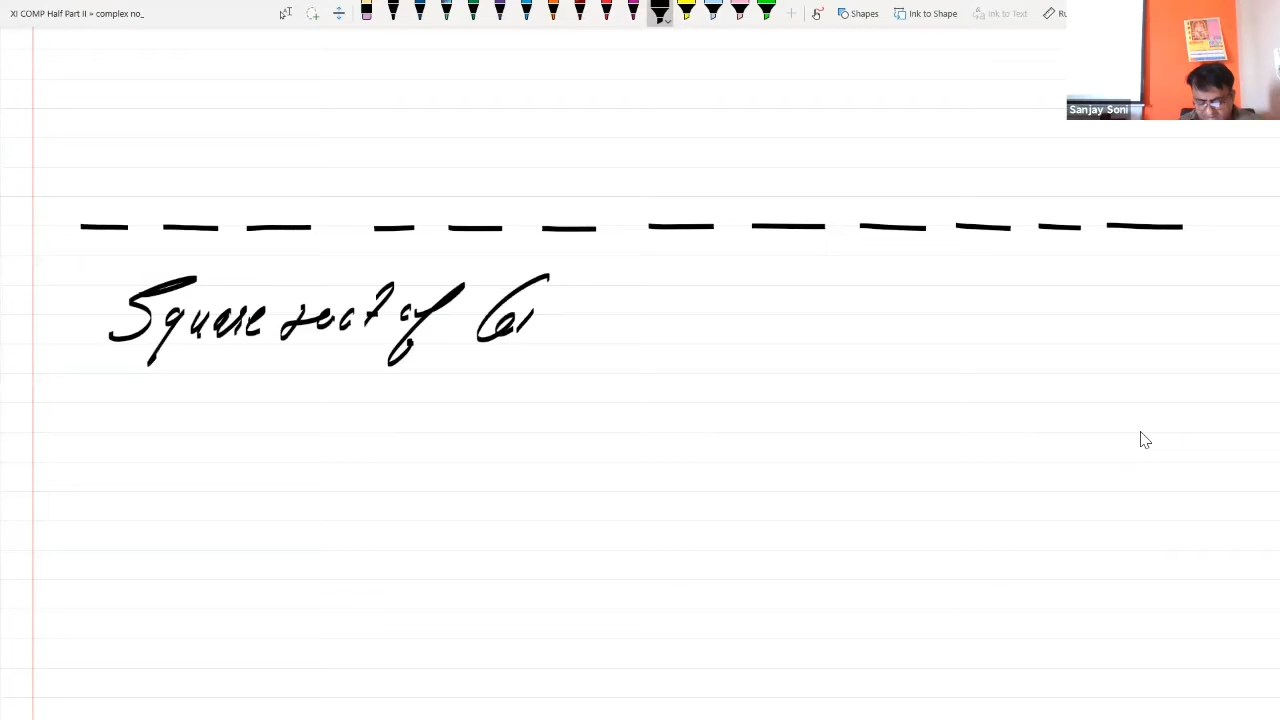 XI COMP Half Part II » complex no_
Shapes
Ink to Shape
Ink to Text
Ru
Sanjay Soni
Square root of